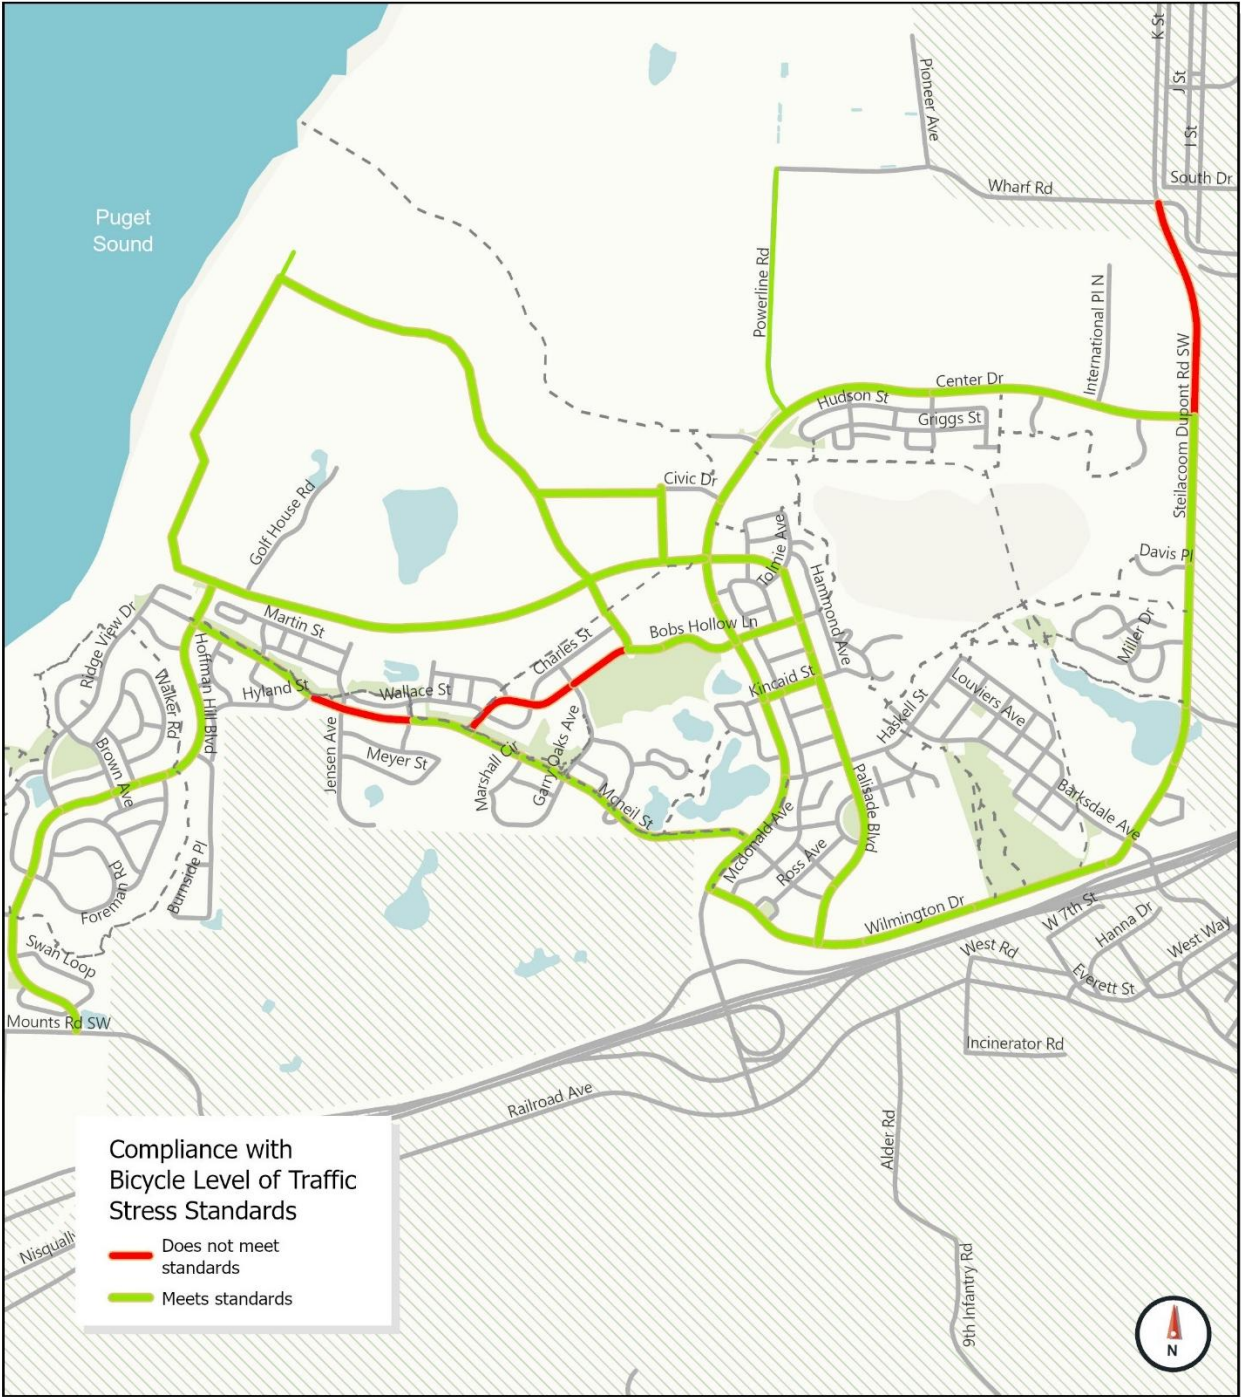 K St
Pioneer Ave
J St
I St
South Dr
Wharf Rd
Puget
Sound
Powerline Rd
International Pl N
Steilacoom Dupont Rd SW
Center Dr
Hudson St
Griggs St
Civic Dr
Golf House Rd
Tolmie Ave
Davis Pl
Hammond Ave
Ridge View Dr
Martin St
Bobs Hollow Ln
Charles St
Miller Dr
Hoffman Hill Blvd
Hyland St
Wallace St
Kincaid St
Louviers Ave
Walker Rd
Haskell St
Garry Oaks Ave
Brown Ave
Jensen Ave
Meyer St
Marshall Cir
Mcneil St
Palisade Blvd
Barksdale Ave
Mcdonald Ave
Ross Ave
Foreman Rd
Burnside Pl
Wilmington Dr
W 7th St
Hanna Dr
West Way
Swan Loop
West Rd
Everett St
Mounts Rd SW
Incinerator Rd
Railroad Ave
Alder Rd
Compliance with
Bicycle Level of Traffic
Stress Standards
Does not meet
standards
Meets standards
Nisqually
9th Infantry Rd
N